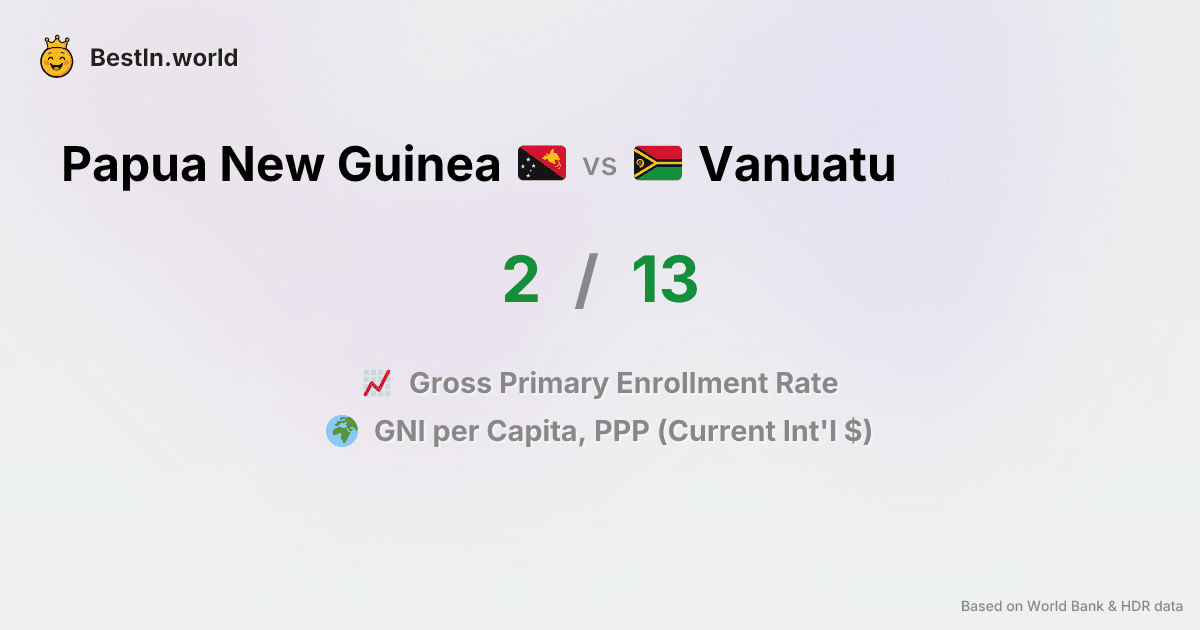 BestIn.world
Papua New Guinea vs Vanuatu
2 / 13
Gross Primary Enrollment Rate
GNI per Capita, PPP (Current Int'l $)
Based on World Bank & HDR data